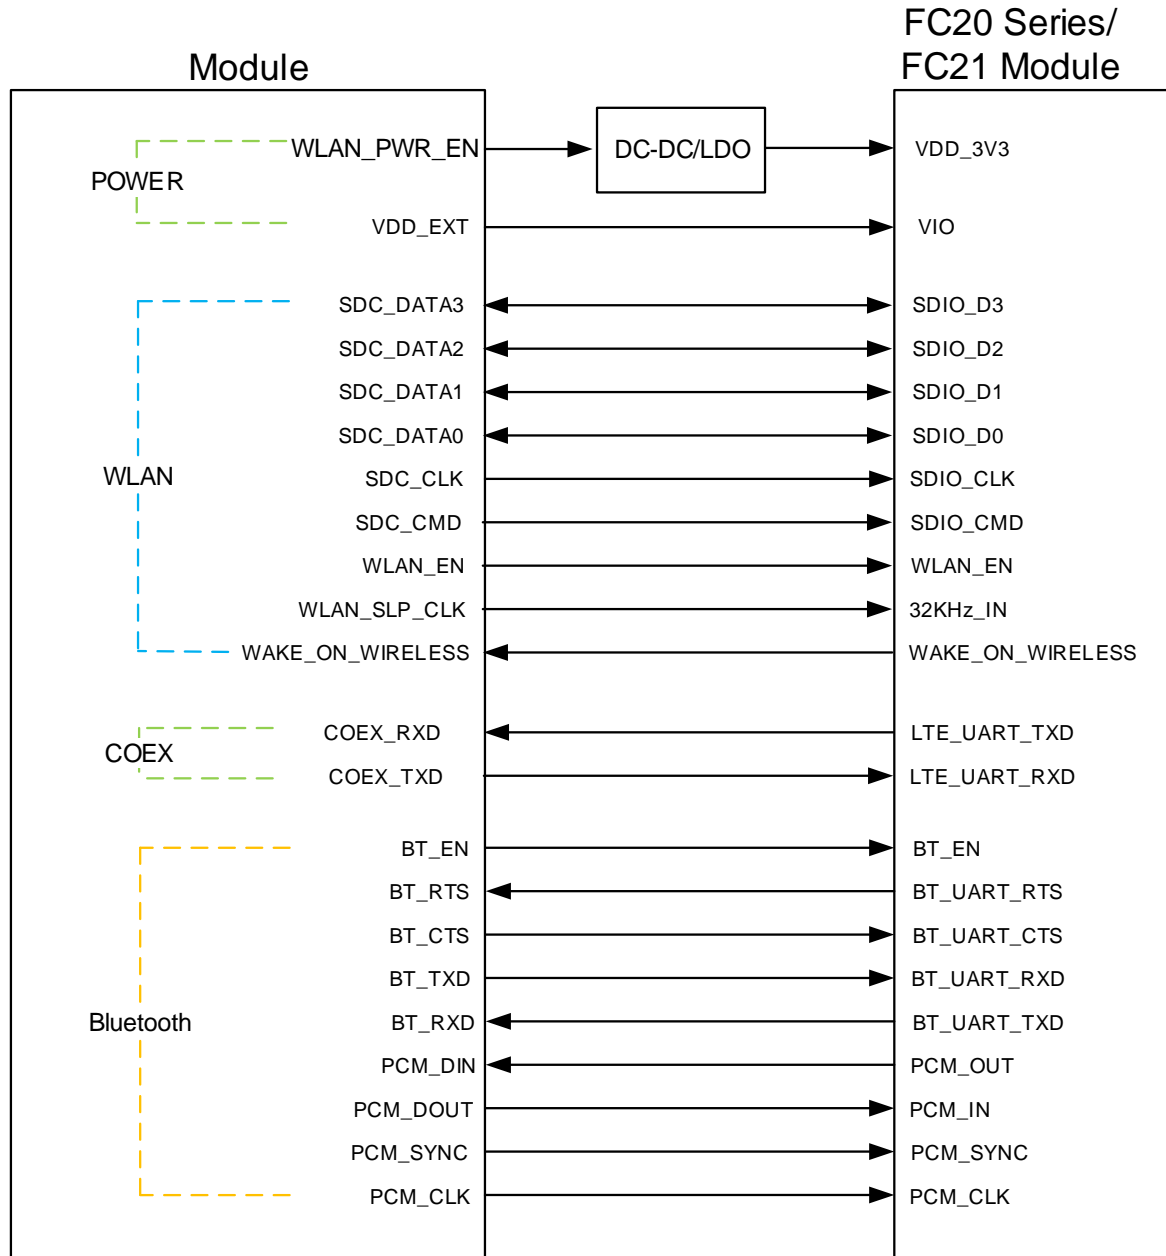 FC20 Series/
Module FC21 Module
WLAN_PWR_EN DC-DC/LDO VDD_3V3
POWER
VDD_EXT VIO
SDC_DATA3 SDIO_D3
SDC_DATA2 SDIO_D2
SDC_DATA1 SDIO_D1
SDC_DATA0 SDIO_D0
WLAN SDC_CLK SDIO_CLK
SDC_CMD SDIO_CMD
WLAN_EN WLAN_EN
WLAN_SLP_CLK 32KHz_IN
WAKE_ON_WIRELESS WAKE_ON_WIRELESS
COEX_RXD LTE_UART_TXD
COEX
COEX_TXD LTE_UART_RXD
BT_EN BT_EN
BT_RTS BT_UART_RTS
BT_CTS BT_UART_CTS
BT_TXD BT_UART_RXD
Bluetooth BT_RXD BT_UART_TXD
PCM_DIN PCM_OUT
PCM_DOUT PCM_IN
PCM_SYNC PCM_SYNC
PCM_CLK PCM_CLK